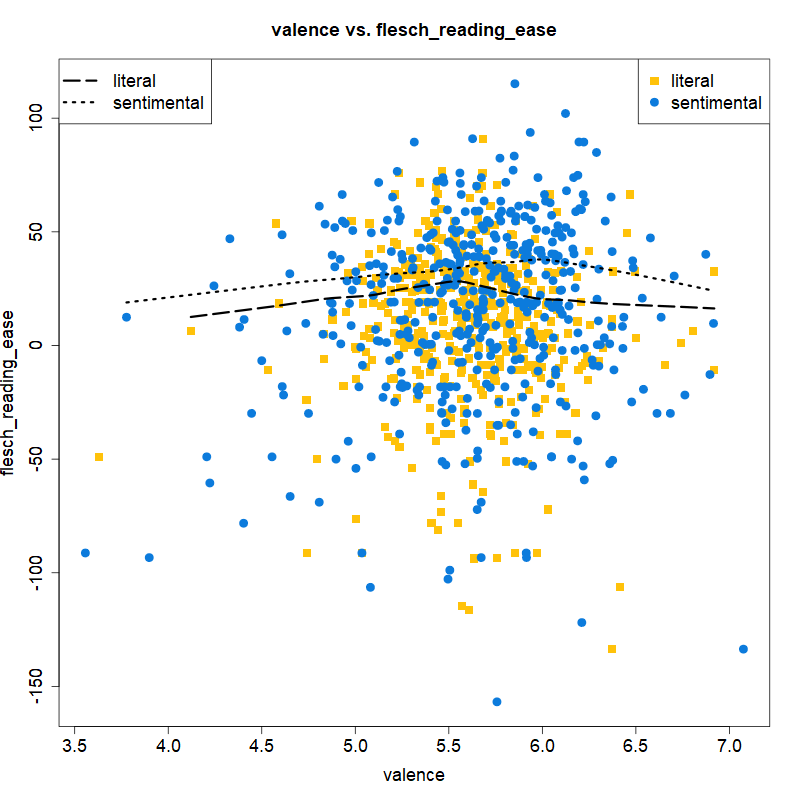 valence vs. flesch_reading_ease
literal
sentimental
literal
sentimental
100
50
0
-50
-100
-150
flesch_reading_ease
3.5 4.0 4.5 5.0 5.5 6.0 6.5 7.0
valence